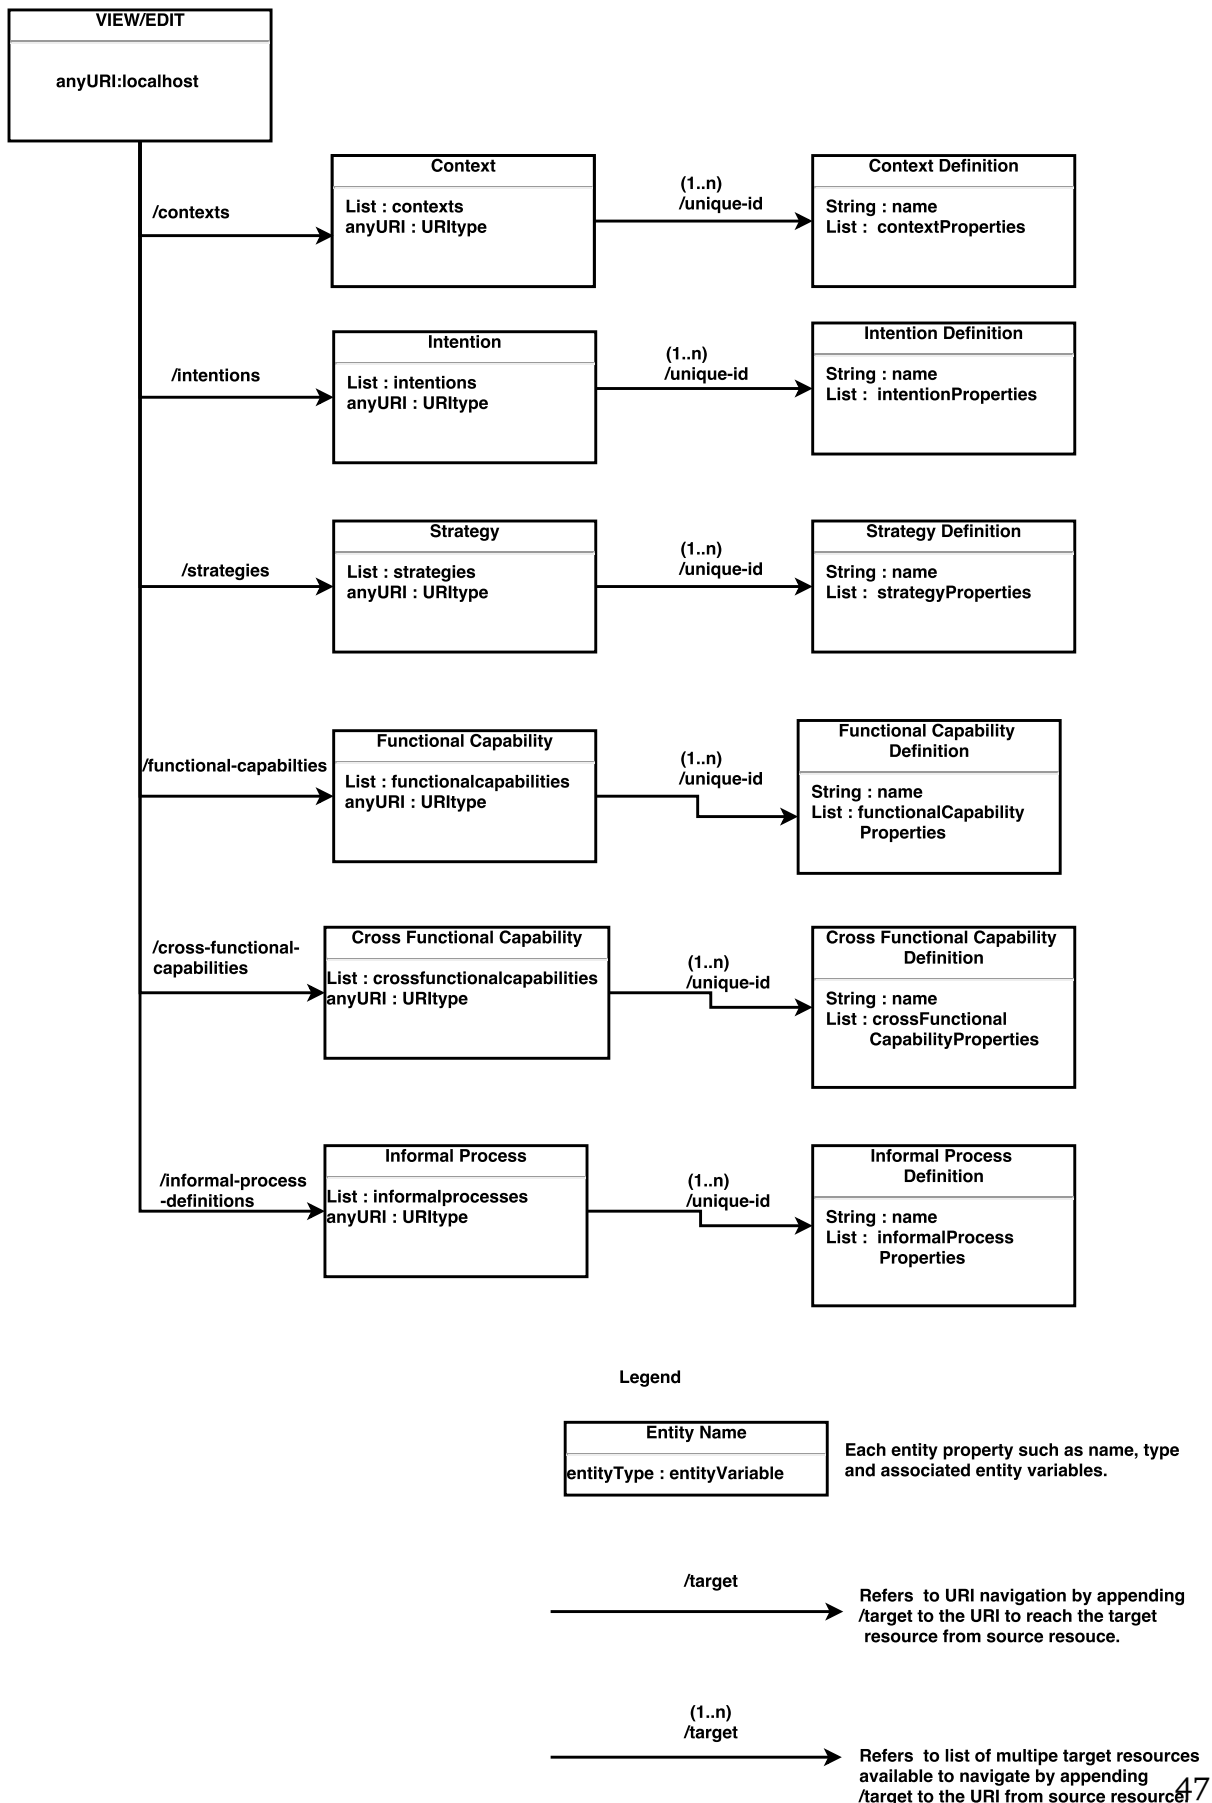 VIEW/EDIT
anyURI:localhost
/contexts
Context
List : contexts
anyURI : URItype
(1..n)
/unique-id
Context Definition
String : name
List :  contextProperties
/intentions
Intention
List : intentions
anyURI : URItype
(1..n)
/unique-id
Intention Definition
String : name
List :  intentionProperties
/strategies
Strategy
List : strategies
anyURI : URItype
(1..n)
/unique-id
Strategy Definition
String : name
List :  strategyProperties
/functional-capabilties
Functional Capability
List : functionalcapabilities
anyURI : URItype
(1..n)
/unique-id
Functional Capability
Definition
String : name
List : functionalCapability
Properties
/cross-functional-
capabilities
Cross Functional Capability
List : crossfunctionalcapabilities
anyURI : URItype
(1..n)
/unique-id
Cross Functional Capability
Definition
String : name
List : crossFunctional
CapabilityProperties
/informal-process
-definitions
Informal Process
List : informalprocesses
anyURI : URItype
(1..n)
/unique-id
Informal Process
Definition
String : name
List :  informalProcess
Properties
Legend
Entity Name
entityType : entityVariable
Each entity property such as name, type
and associated entity variables.
/target
Refers  to URI navigation by appending
/target to the URI to reach the target
resource from source resouce.
(1..n)
/target
Refers  to list of multipe target resources
available to navigate by appending
/target to the URI from source resource.
47